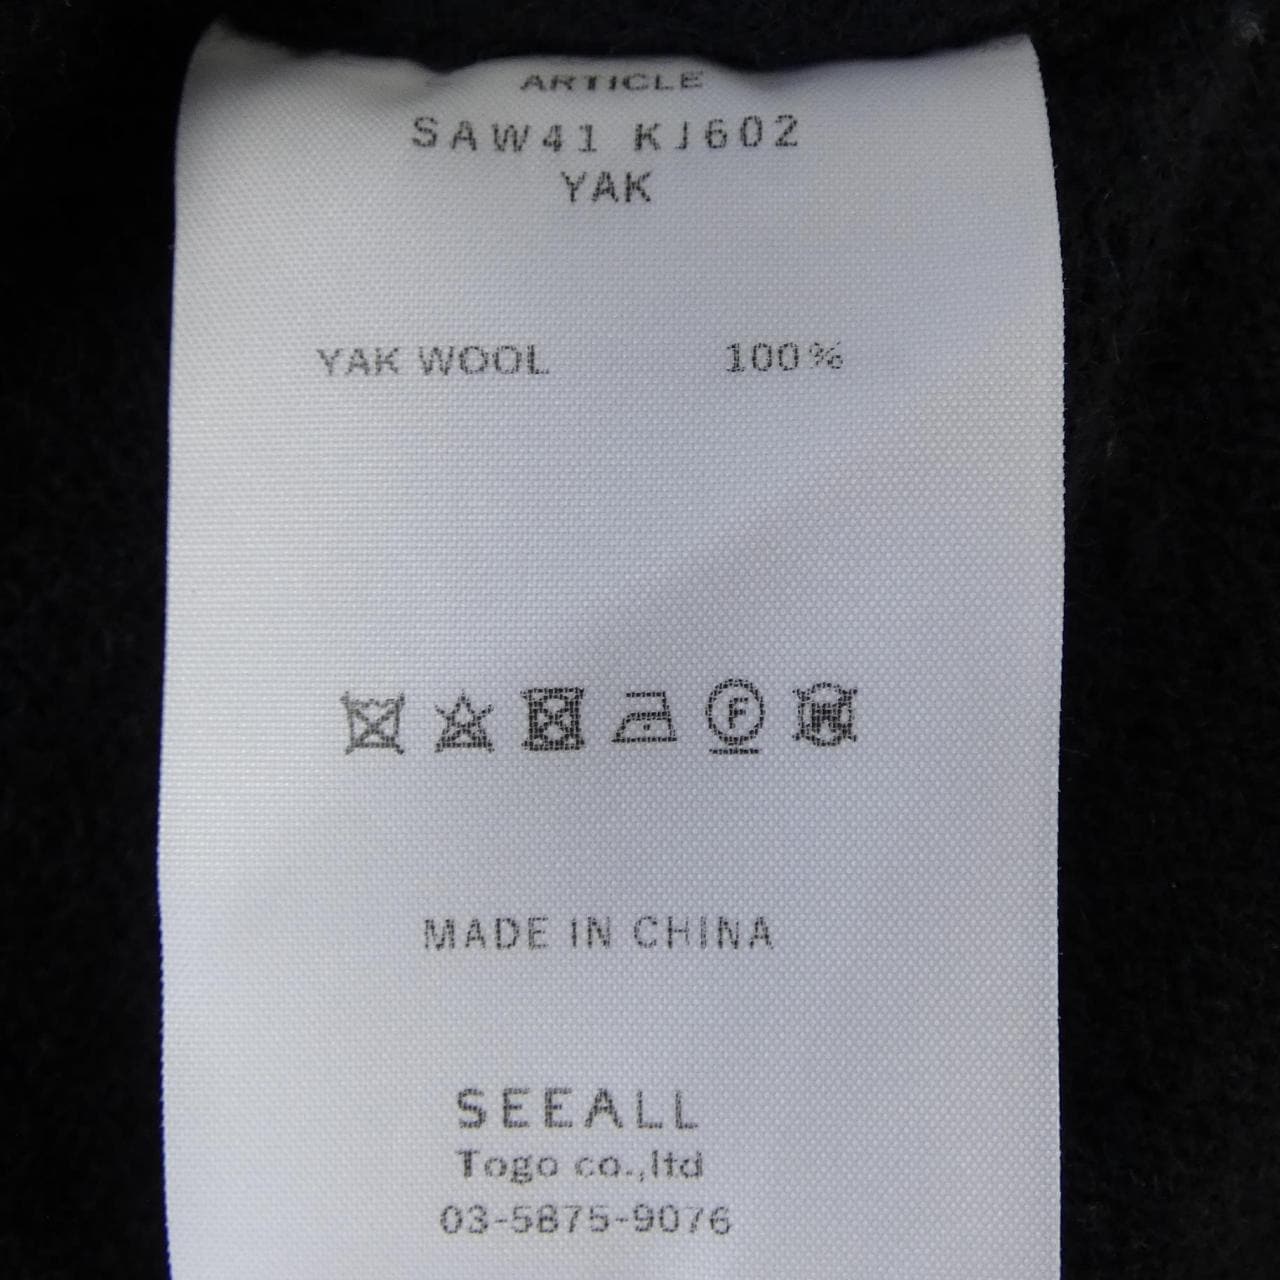 ARTICLE
SAW41 KJ602
YAK
YAK WOOL 100%
F W
MADE IN CHINA
SEEALL
Togo co.,ltd
03-5875-9076